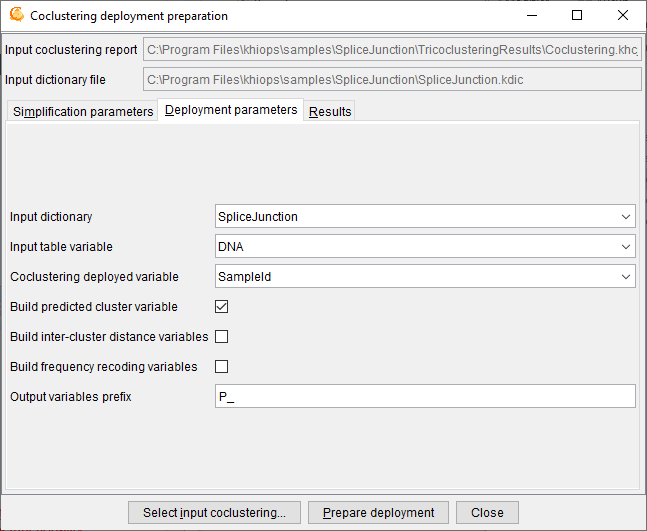 Coclustering deployment preparation
Input coclustering report C:\Program Files\khiops\samples\SpliceJunction\TricoclusteringResults\Coclustering.khc_
Input dictionary file C:\Program Files\khiops\samples\SpliceJunction\SpliceJunction.kdic
Simplification parameters Deployment parameters Results
Input dictionary SpliceJunction
Input table variable DNA
Coclustering deployed variable SampleId
Build predicted cluster variable
Build inter-cluster distance variables
Build frequency recoding variables
Output variables prefix P_
Select input coclustering... Prepare deployment Close